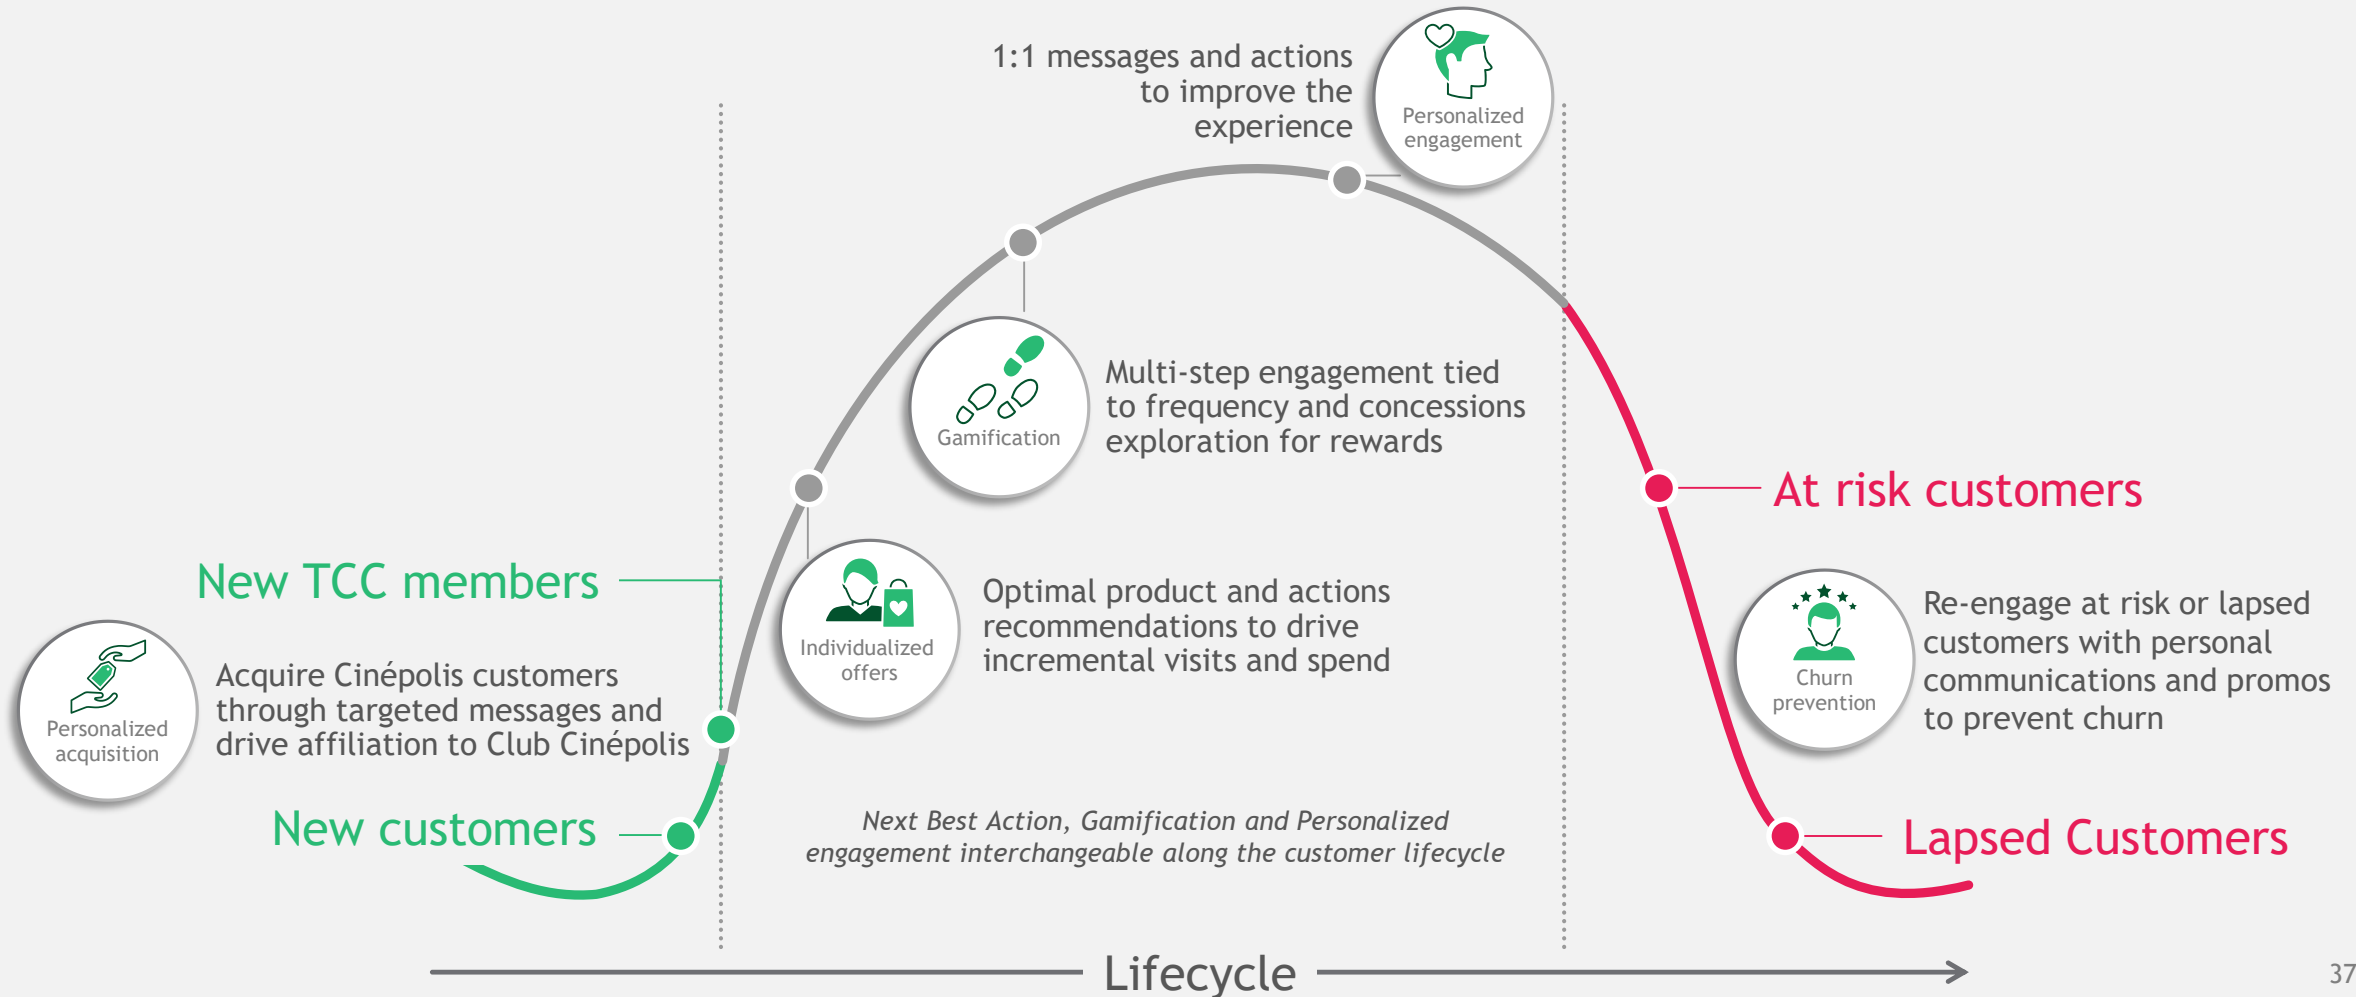 1:1 messages and actions
to improve the
experience
Personalized
engagement
Gamification
Multi-step engagement tied
to frequency and concessions
exploration for rewards
New TCC members
Personalized
acquisition
Acquire Cinépolis customers
through targeted messages and
drive affiliation to Club Cinépolis
New customers
Individualized
offers
Optimal product and actions
recommendations to drive
incremental visits and spend
Next Best Action, Gamification and Personalized
engagement interchangeable along the customer lifecycle
At risk customers
Churn
prevention
Re-engage at risk or lapsed
customers with personal
communications and promos
to prevent churn
Lapsed Customers
Lifecycle
37